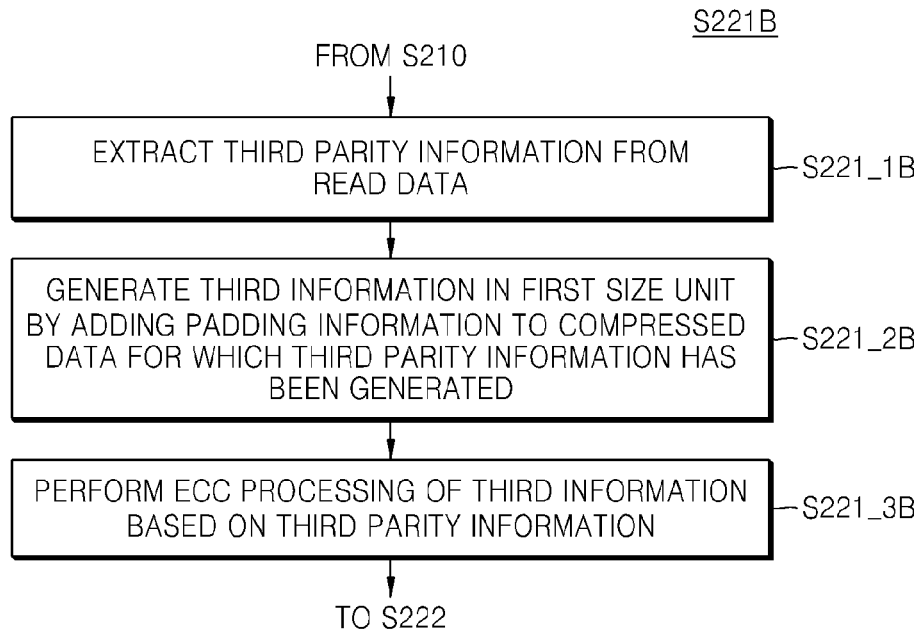 S221B
FROM S210
EXTRACT THIRD PARITY INFORMATION FROM
READ DATA
S221_1B
GENERATE THIRD INFORMATION IN FIRST SIZE UNIT
BY ADDING PADDING INFORMATION TO COMPRESSED
DATA FOR WHICH THIRD PARITY INFORMATION HAS
BEEN GENERATED
S221_2B
PERFORM ECC PROCESSING OF THIRD INFORMATION
BASED ON THIRD PARITY INFORMATION
S221_3B
TO S222